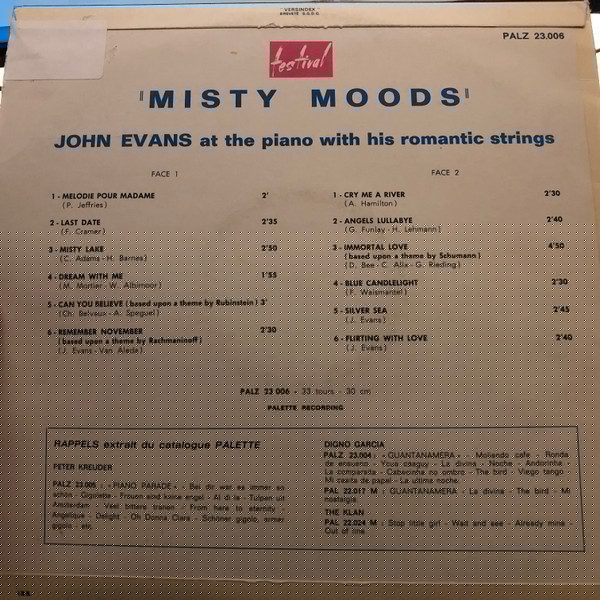 " VERSINDEX "
BREVETÉ S.G.D.G.
PALZ 23.006
festival
"MISTY MOODS"
JOHN EVANS at the piano with his romantic strings
FACE 1
1 - MELODIE POUR MADAME 2'
(P. Jeffries)
2 - LAST DATE 2'35
(F. Cramer)
3 - MISTY LAKE 2'50
(C. Adams - H. Barnes)
4 - DREAM WITH ME 1'55
(M. Mortier - W. Albimoor)
5 - CAN YOU BELIEVE (based upon a theme by Rubinstein) 3'
(Ch. Belvaux - A. Speguel)
6 - REMEMBER NOVEMBER 2'30
(based upon a theme by Rachmaninoff)
(J. Evans - Van Aleda)
FACE 2
1 - CRY ME A RIVER 2'30
(A. Hamilton)
2 - ANGELS LULLABYE 2'40
(G. Funlay - H. Lehmann)
3 - IMMORTAL LOVE 4'50
(based upon a theme by Schumann)
(D. Bee - C. Alix - G. Rieding)
4 - BLUE CANDLELIGHT 2'30
(F. Waismantel)
5 - SILVER SEA 2'45
(J. Evans)
6 - FLIRTING WITH LOVE 2'40
(J. Evans)
PALZ 23 006 - 33 tours - 30 cm
PALETTE RECORDING
RAPPELS extrait du catalogue PALETTE
PETER KREUDER
PALZ 23.005 : « PIANO PARADE » - Bei dir war es immer so
schön - Gigolette - Frauen sind keine engel - Al di la - Tulpen uit
Amsterdam - Veel bittere tranen - From here to eternity -
Angelique - Delight - Oh Donna Clara - Schöner gigolo, armer
gigolo - etc.
DIGNO GARCIA
PALZ 23.004 : « GUANTANAMERA » - Moliendo cafe - Ronda
de ensueno - Ycua caaguy - La divina - Noche - Andorinha -
La comparsita - Cabecinha no ombro - The bird - Viego tango -
Mi casita de papel - La ultima noche.
PAL 22.017 M : GUANTANAMERA - La divina - The bird - Mi
nostalgia.
THE KLAN
PAL 22.024 M : Stop little girl - Wait and see - Already mine -
Out of line.